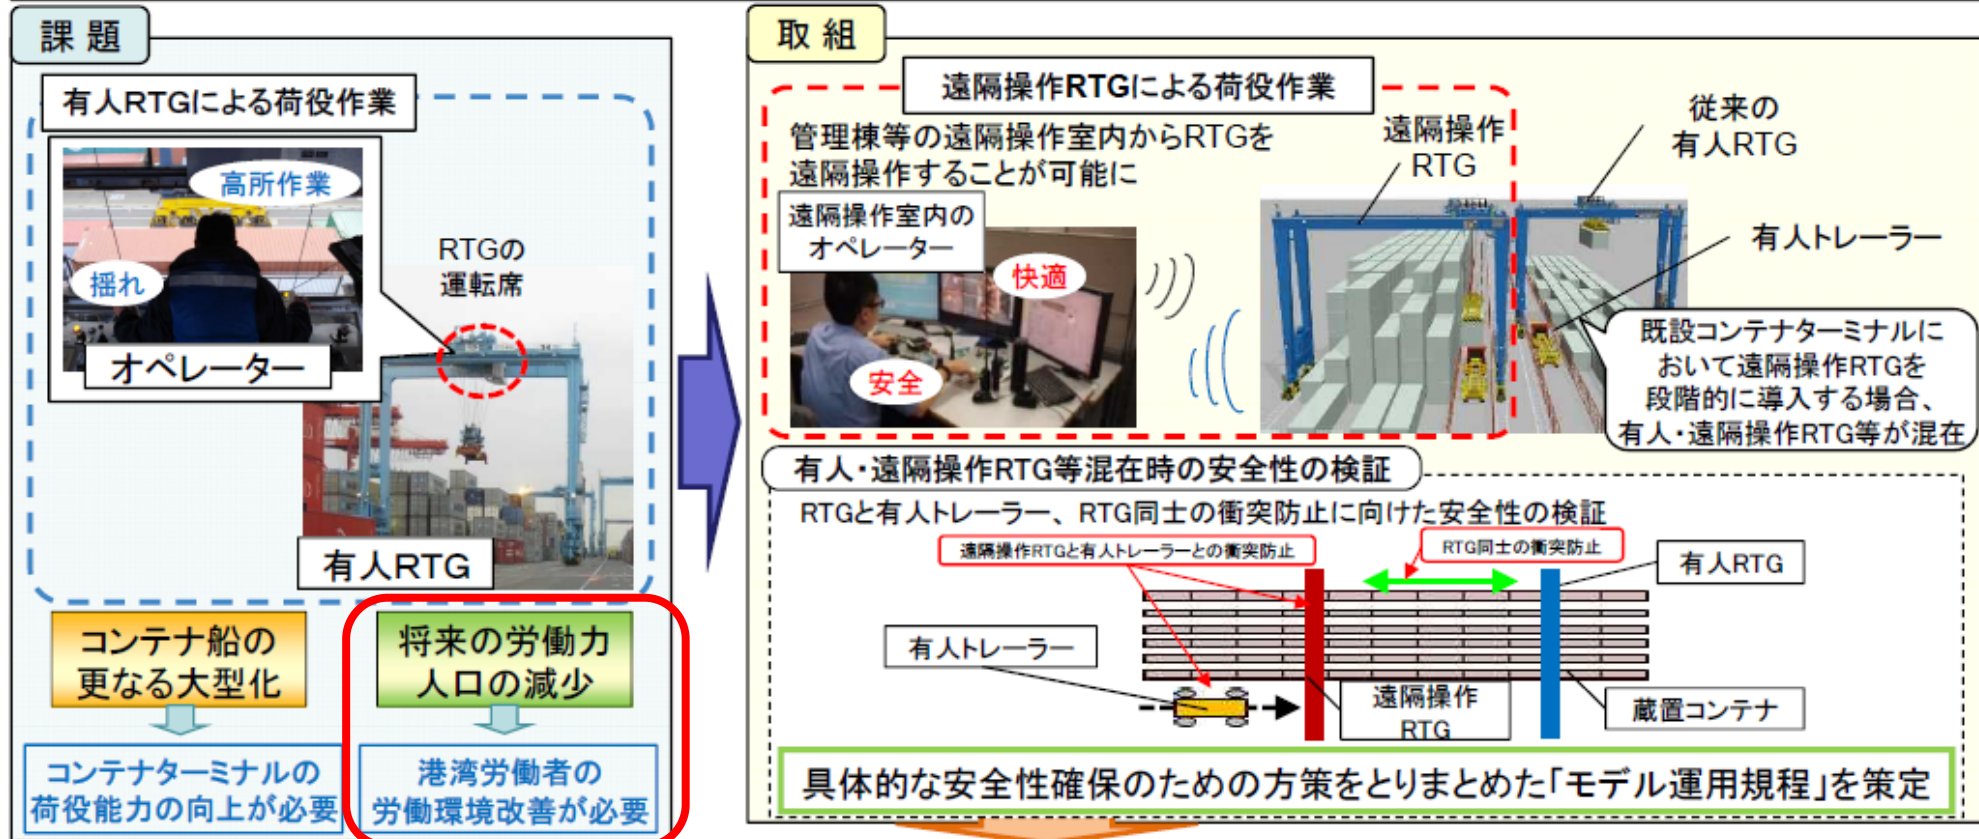 課題
有人RTGによる荷役作業
高所作業
揺れ
オペレーター
RTGの
運転席
有人RTG
コンテナ船の
更なる大型化
将来の労働力
人口の減少
コンテナターミナルの
荷役能力の向上が必要
港湾労働者の
労働環境改善が必要
取組
遠隔操作RTGによる荷役作業
管理棟等の遠隔操作室内からRTGを
遠隔操作することが可能に
遠隔操作室内の
オペレーター
快適
安全
遠隔操作
RTG
従来の
有人RTG
有人トレーラー
既設コンテナターミナルに
おいて遠隔操作RTGを
段階的に導入する場合、
有人・遠隔操作RTG等が混在
有人・遠隔操作RTG等混在時の安全性の検証
RTGと有人トレーラー、RTG同士の衝突防止に向けた安全性の検証
遠隔操作RTGと有人トレーラーとの衝突防止
RTG同士の衝突防止
有人RTG
有人トレーラー
遠隔操作
RTG
蔵置コンテナ
具体的な安全性確保のための方策をとりまとめた「モデル運用規程」を策定